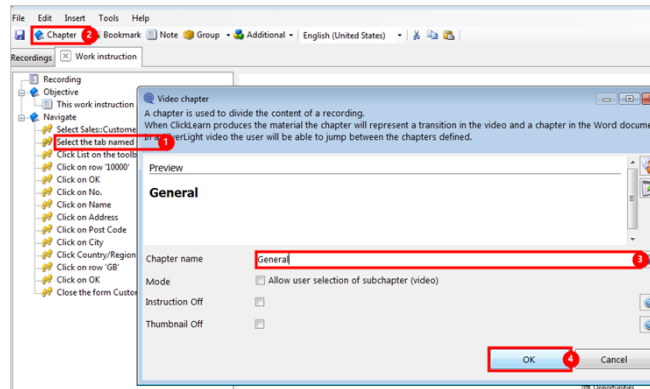 File Edit Insert Tools Help
Chapter 2 Bookmark Note Group Additional English (United States)
Recordings Work instruction
Recording
Objective
This work instruction
Navigate
Select Sales::Custome
Select the tab named 1
Click List on the toolb
Click on row '10000'
Click on OK
Click on No.
Click on Name
Click on Address
Click on Post Code
Click on City
Click Country/Region
Click on row 'GB'
Click on OK
Close the form Custor
Video chapter
A chapter is used to divide the content of a recording.
When ClickLearn produces the material the chapter will represent a transition in the video and a chapter in the Word docume
video the user will be able to jump between the chapters defined.
Preview
General
Chapter name General 3
Mode Allow user selection of subchapter (video)
Instruction Off
Thumbnail Off
OK 4 Cancel